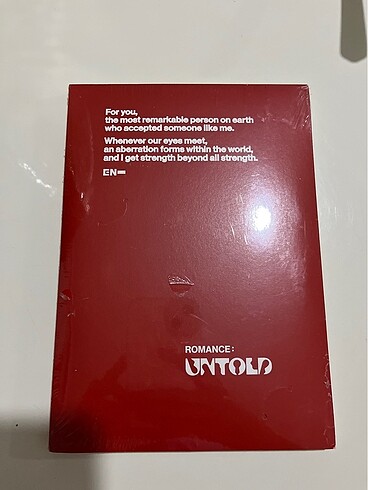 For you,
the most remarkable person on earth
who accepted someone like me.
Whenever our eyes meet,
an aberration forms within the world,
and I get strength beyond all strength.
EN-
ROMANCE:
UNTOLD